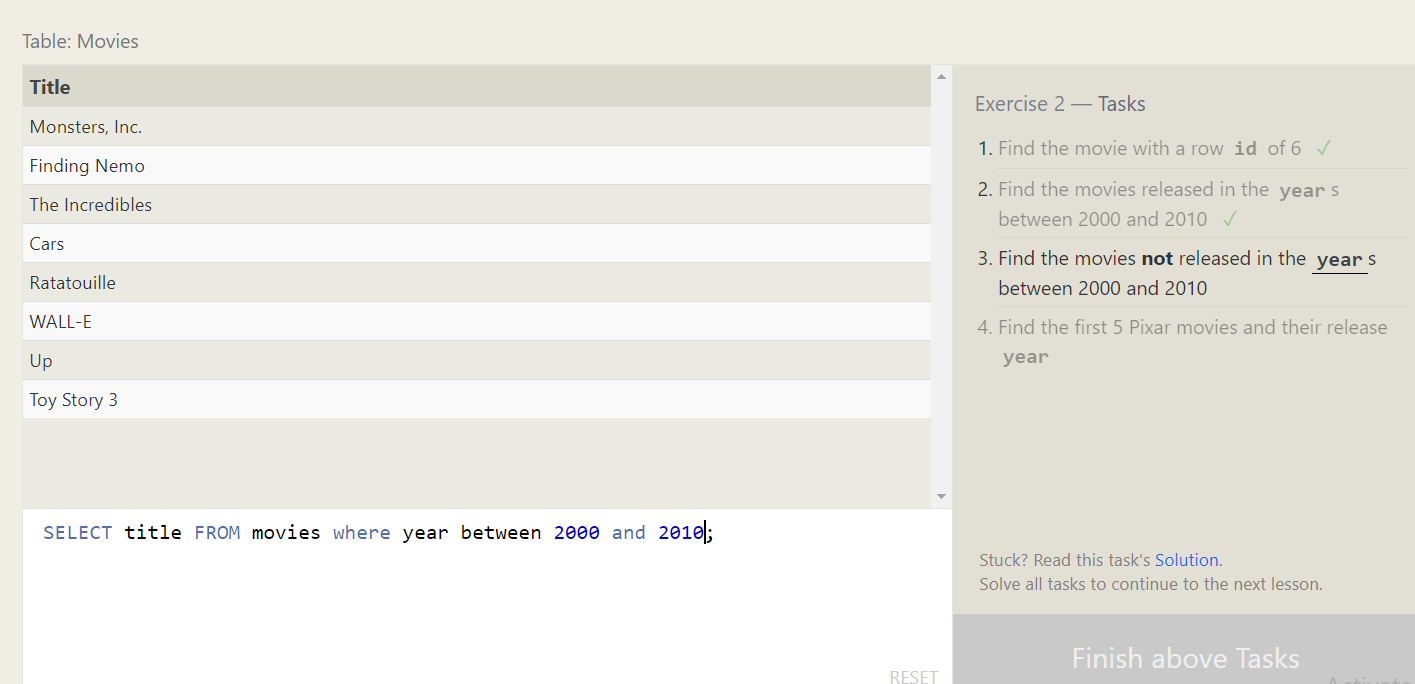 Table: Movies
Title
Monsters, Inc.
Finding Nemo
The Incredibles
Cars
Ratatouille
WALL-E
Up
Toy Story 3
SELECT title FROM movies where year between 2000 and 2010;
RESET
Exercise 2 — Tasks
1. Find the movie with a row id of 6 ✓
2. Find the movies released in the year s
between 2000 and 2010 ✓
3. Find the movies not released in the year s
between 2000 and 2010
4. Find the first 5 Pixar movies and their release
year
Stuck? Read this task's Solution.
Solve all tasks to continue to the next lesson.
Finish above Tasks
Activate